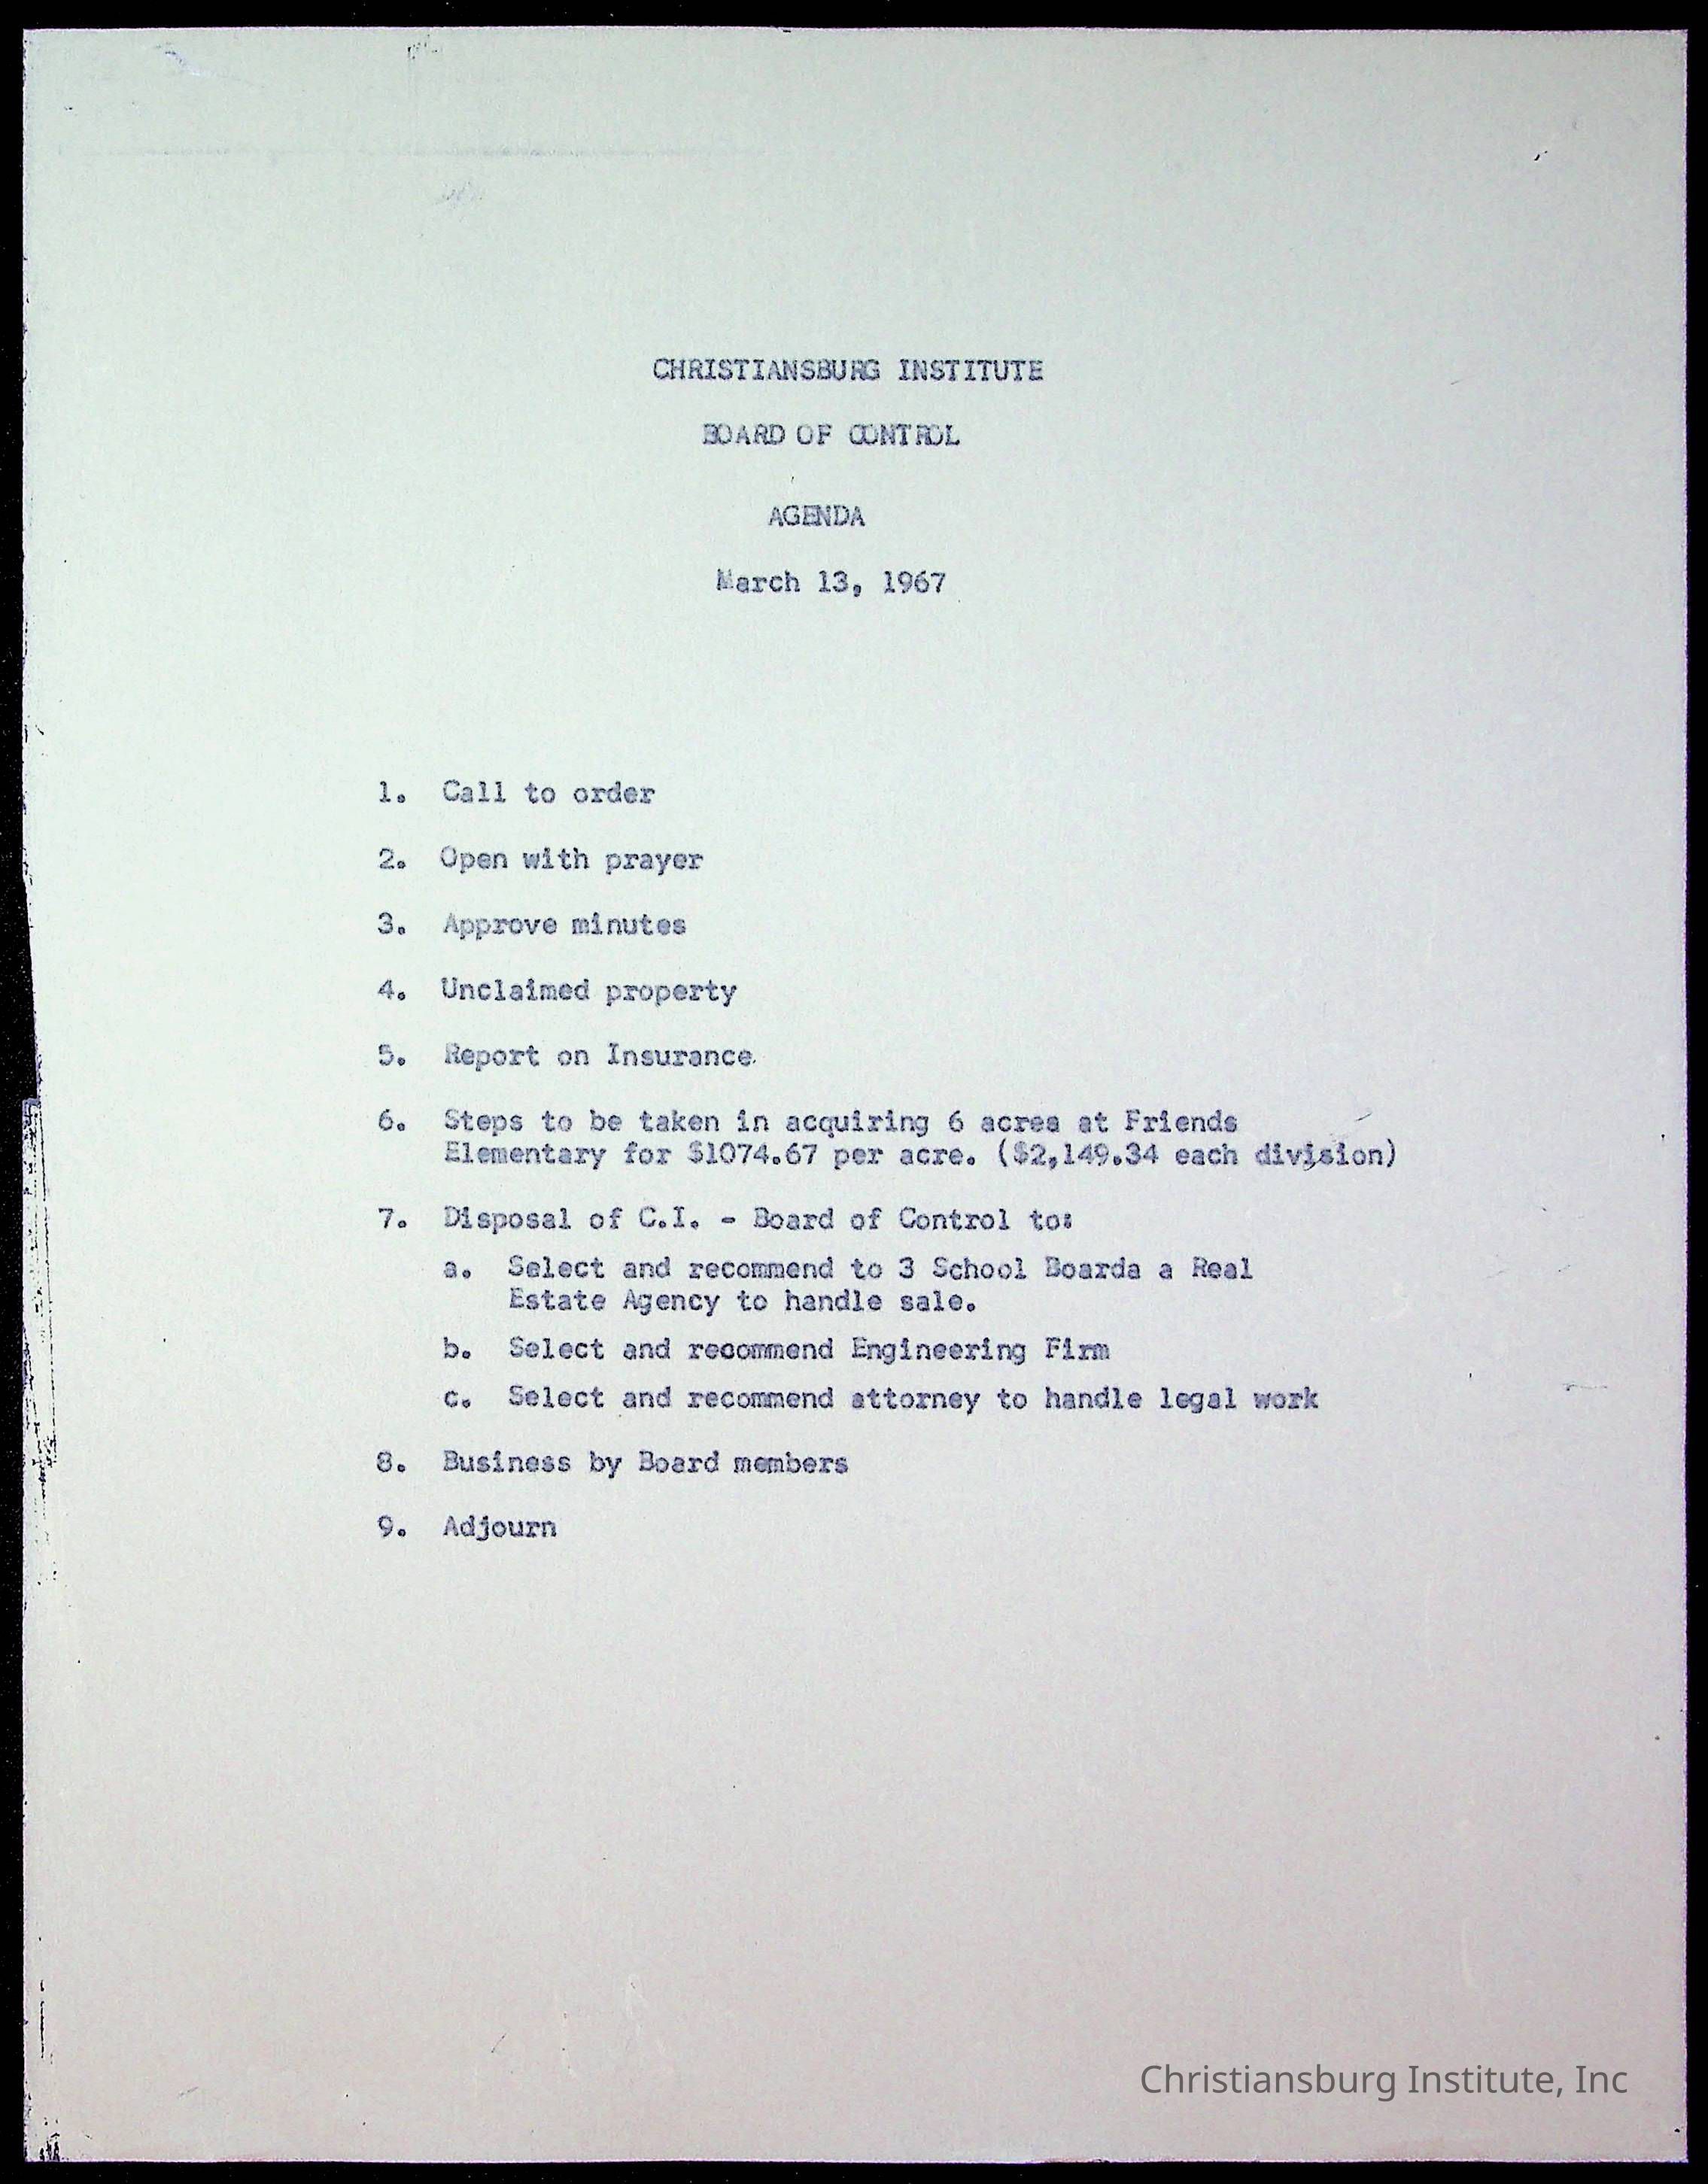 CHRISTIANSBURG INSTITUTE
BOARD OF CONTROL
AGENDA
March 13, 1967
1. Call to order
2. Open with prayer
3. Approve minutes
4. Unclaimed property
5. Report on Insurance
6. Steps to be taken in acquiring 6 acres at Friends
Elementary for $1074.67 per acre. ($2,149.34 each division)
7. Disposal of C.I. - Board of Control to:
a. Select and recommend to 3 School Boards a Real
Estate Agency to handle sale.
b. Select and recommend Engineering Firm
c. Select and recommend attorney to handle legal work
8. Business by Board members
9. Adjourn
Christiansburg Institute, Inc